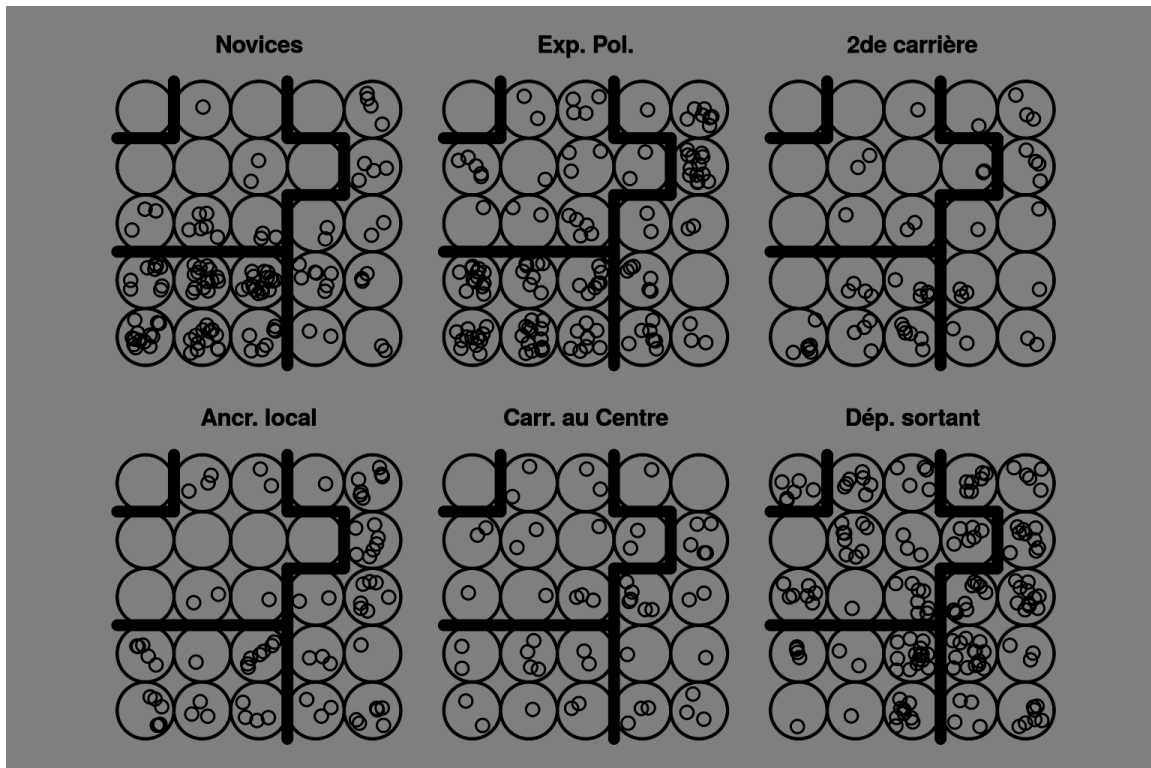 Novices
Exp. Pol.
2de carrière
Ancr. local
Carr. au Centre
Dép. sortant